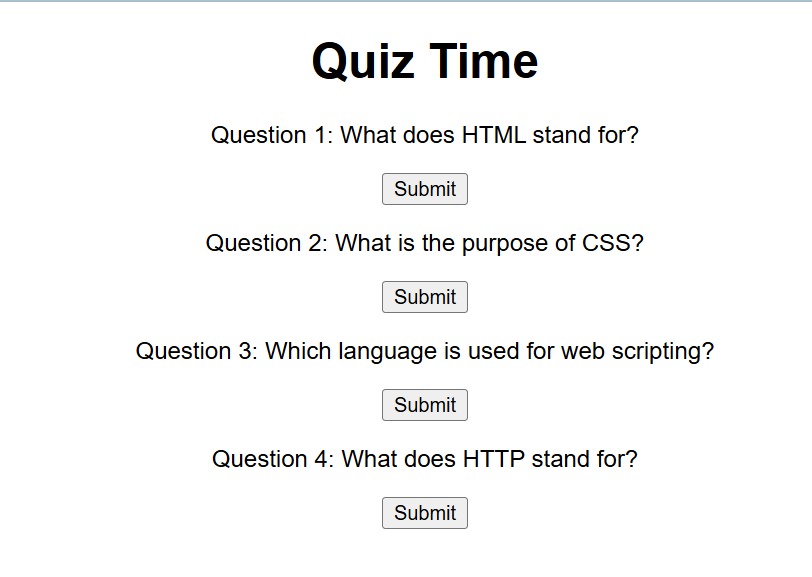 Quiz Time
Question 1: What does HTML stand for?
Submit
Question 2: What is the purpose of CSS?
Submit
Question 3: Which language is used for web scripting?
Submit
Question 4: What does HTTP stand for?
Submit